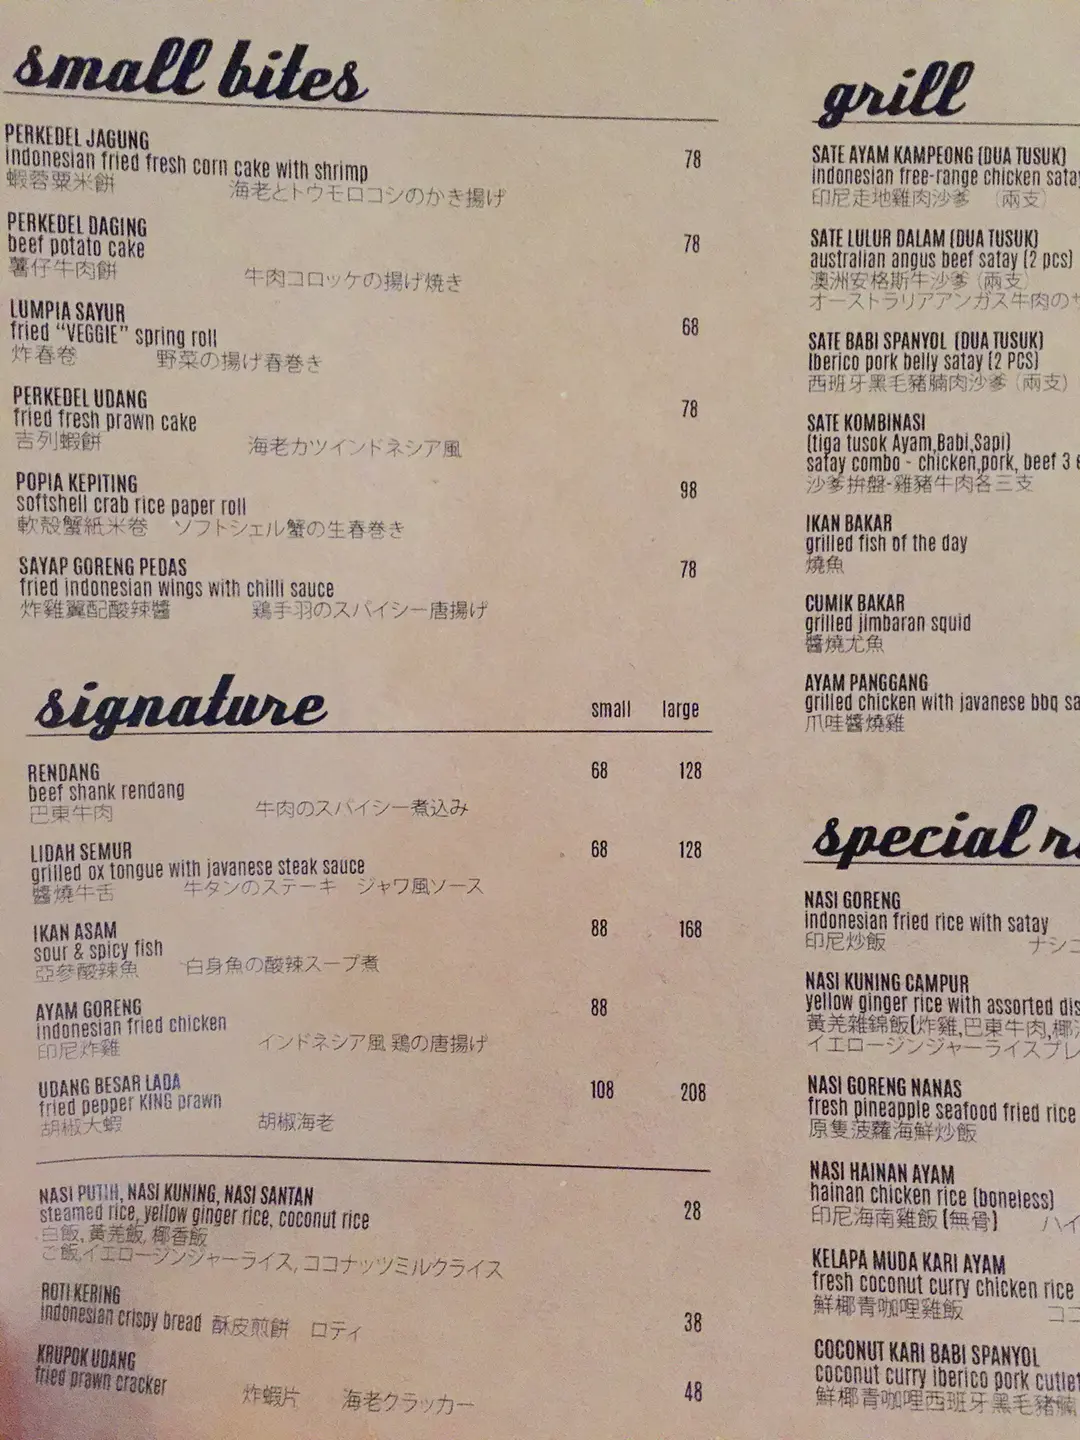 small bites
PERKEDEL JAGUNG
indonesian fried fresh corn cake with shrimp
78
蝦蓉粟米餅 海老とトウモロコシのかき揚げ
PERKEDEL DAGING
beef potato cake
78
薯仔牛肉餅 牛肉コロッケの揚げ焼き
LUMPIA SAYUR
fried “VEGGIE” spring roll
68
炸春卷 野菜の揚げ春巻き
PERKEDEL UDANG
fried fresh prawn cake
78
吉列蝦餅 海老カツインドネシア風
POPIA KEPITING
softshell crab rice paper roll
98
軟殼蟹紙米卷 ソフトシェル蟹の生春巻き
SAYAP GORENG PEDAS
fried indonesian wings with chilli sauce
78
炸雞翼配酸辣醬 鶏手羽のスパイシー唐揚げ
signature
small large
RENDANG
68 128
beef shank rendang
巴東牛肉 牛肉のスパイシー煮込み
LIDAH SEMUR
68 128
grilled ox tongue with javanese steak sauce
醬燒牛舌 牛タンのステーキ ジャワ風ソース
IKAN ASAM
88 168
sour & spicy fish
亞參酸辣魚 白身魚の酸辣スープ煮
AYAM GORENG
88
indonesian fried chicken
印尼炸雞 インドネシア風 鶏の唐揚げ
UDANG BESAR LADA
108 208
fried pepper KING prawn
胡椒大蝦 胡椒海老
NASI PUTIH, NASI KUNING, NASI SANTAN
steamed rice, yellow ginger rice, coconut rice
28
白飯, 黃羌飯, 椰香飯
ご飯,イエロージンジャーライス, ココナッツミルクライス
ROTI KERING
indonesian crispy bread 酥皮煎餅 ロティ
38
KRUPOK UDANG
fried prawn cracker
48
炸蝦片 海老クラッカー
grill
SATE AYAM KAMPEONG (DUA TUSUK)
indonesian free-range chicken satay
印尼走地雞肉沙爹 （兩支）
SATE LULUR DALAM (DUA TUSUK)
australian angus beef satay (2 pcs)
澳洲安格斯牛沙爹（兩支）
オーストラリアアンガス牛肉のサ
SATE BABI SPANYOL (DUA TUSUK)
Iberico pork belly satay (2 PCS)
西班牙黑毛豬腩肉沙爹（兩支）
SATE KOMBINASI
(tiga tusok Ayam,Babi,Sapi)
satay combo - chicken,pork, beef 3
沙爹拚盤-雞豬牛肉各三支
IKAN BAKAR
grilled fish of the day
燒魚
CUMIK BAKAR
grilled jimbaran squid
醬燒尤魚
AYAM PANGGANG
grilled chicken with javanese bbq sa
爪哇醬燒雞
special
NASI GORENG
indonesian fried rice with satay
印尼炒飯 ナシゴ
NASI KUNING CAMPUR
yellow ginger rice with assorted dis
黃羌雜錦飯(炸雞,巴東牛肉,椰
イエロージンジャーライスプレ
NASI GORENG NANAS
fresh pineapple seafood fried rice
原隻菠蘿海鮮炒飯
NASI HAINAN AYAM
hainan chicken rice (boneless)
印尼海南雞飯 (無骨) ハイ
KELAPA MUDA KARI AYAM
fresh coconut curry chicken rice
鮮椰青咖哩雞飯 ココ
COCONUT KARI BABI SPANYOL
coconut curry iberico pork cutlet
鮮椰青咖哩西班牙黑毛豬腩